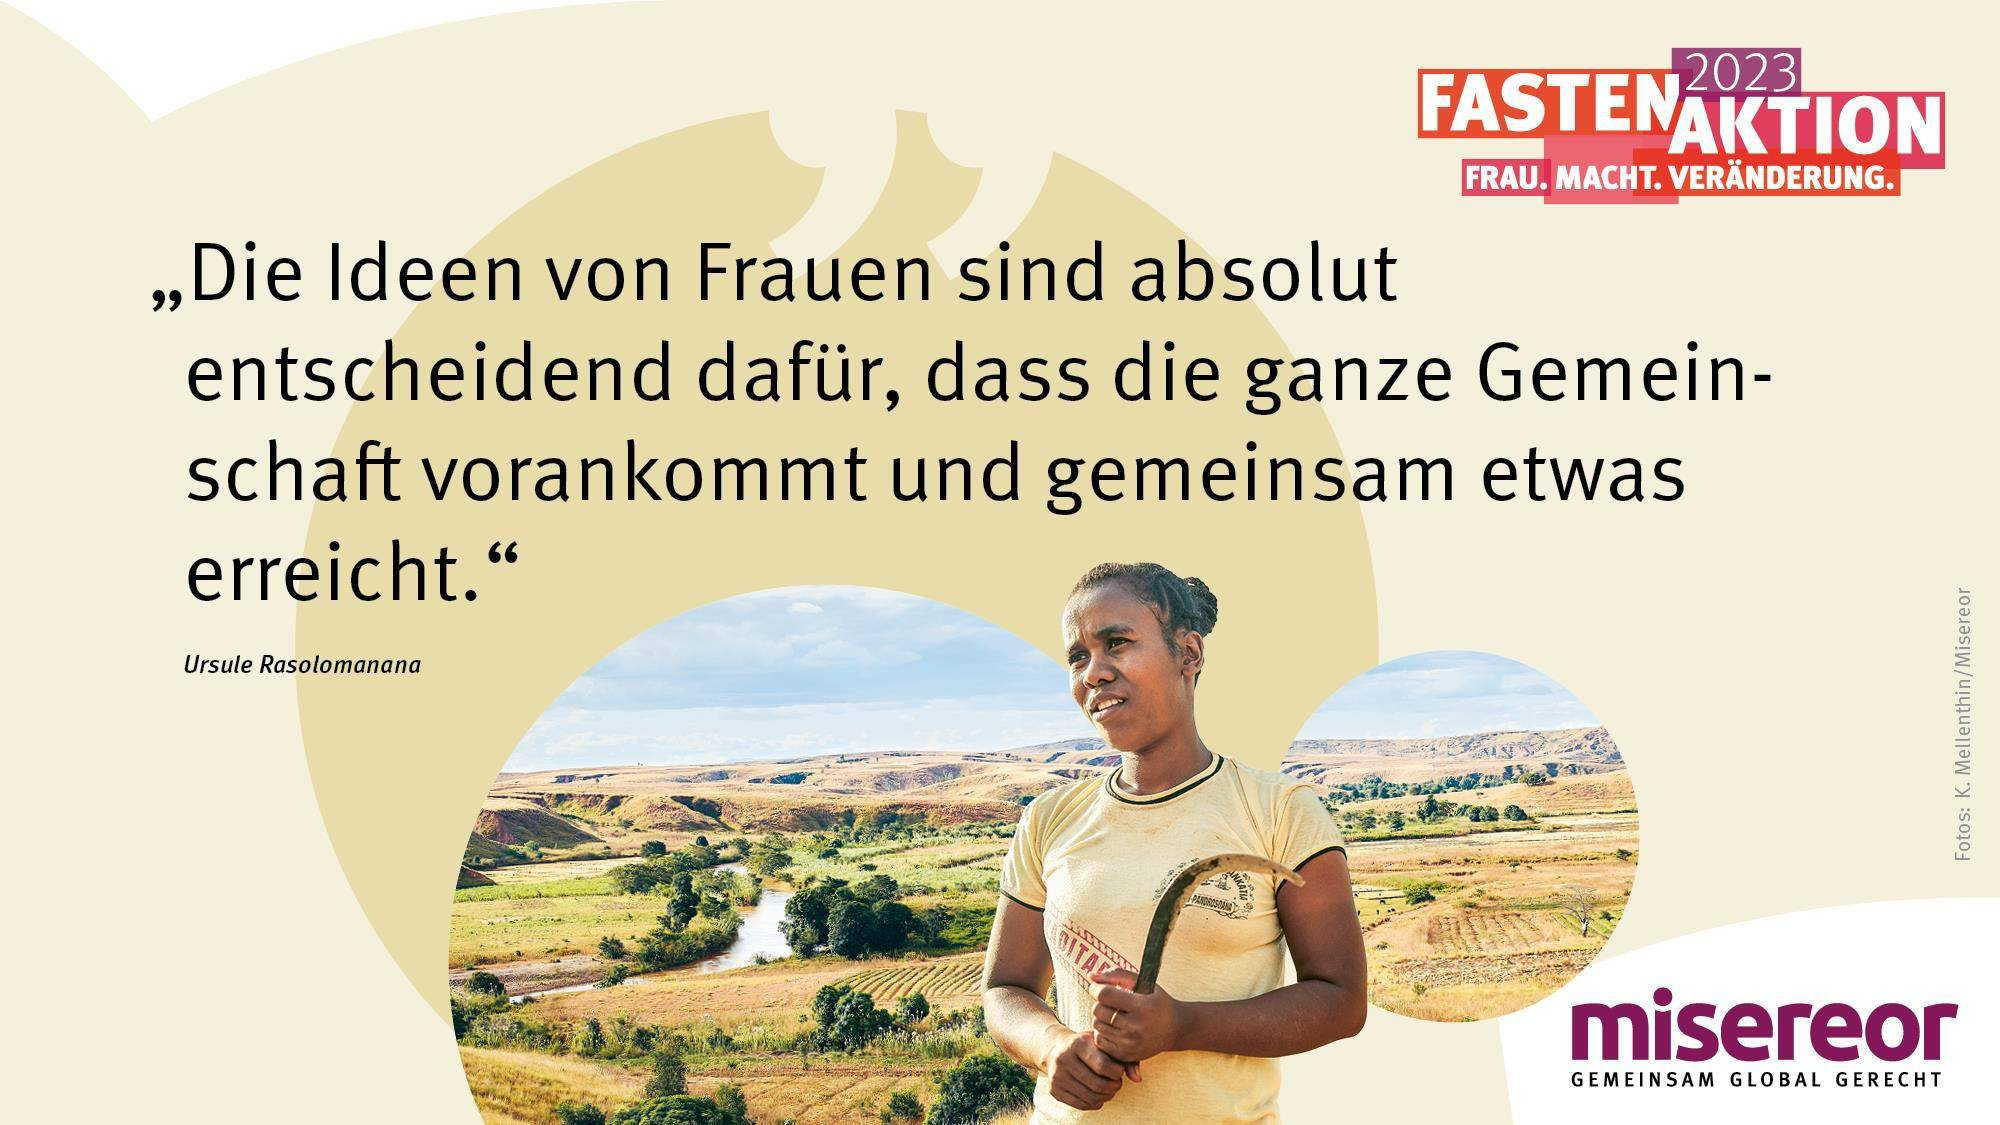 2023
FASTEN
AKTION
FRAU. MACHT. VERÄNDERUNG.
„Die Ideen von Frauen sind absolut
entscheidend dafür, dass die ganze Gemein-
schaft vorankommt und gemeinsam etwas
erreicht.“
Ursule Rasolomanana
Fotos: K. Mellenthin/Misereor
misereor
GEMEINSAM GLOBAL GERECHT